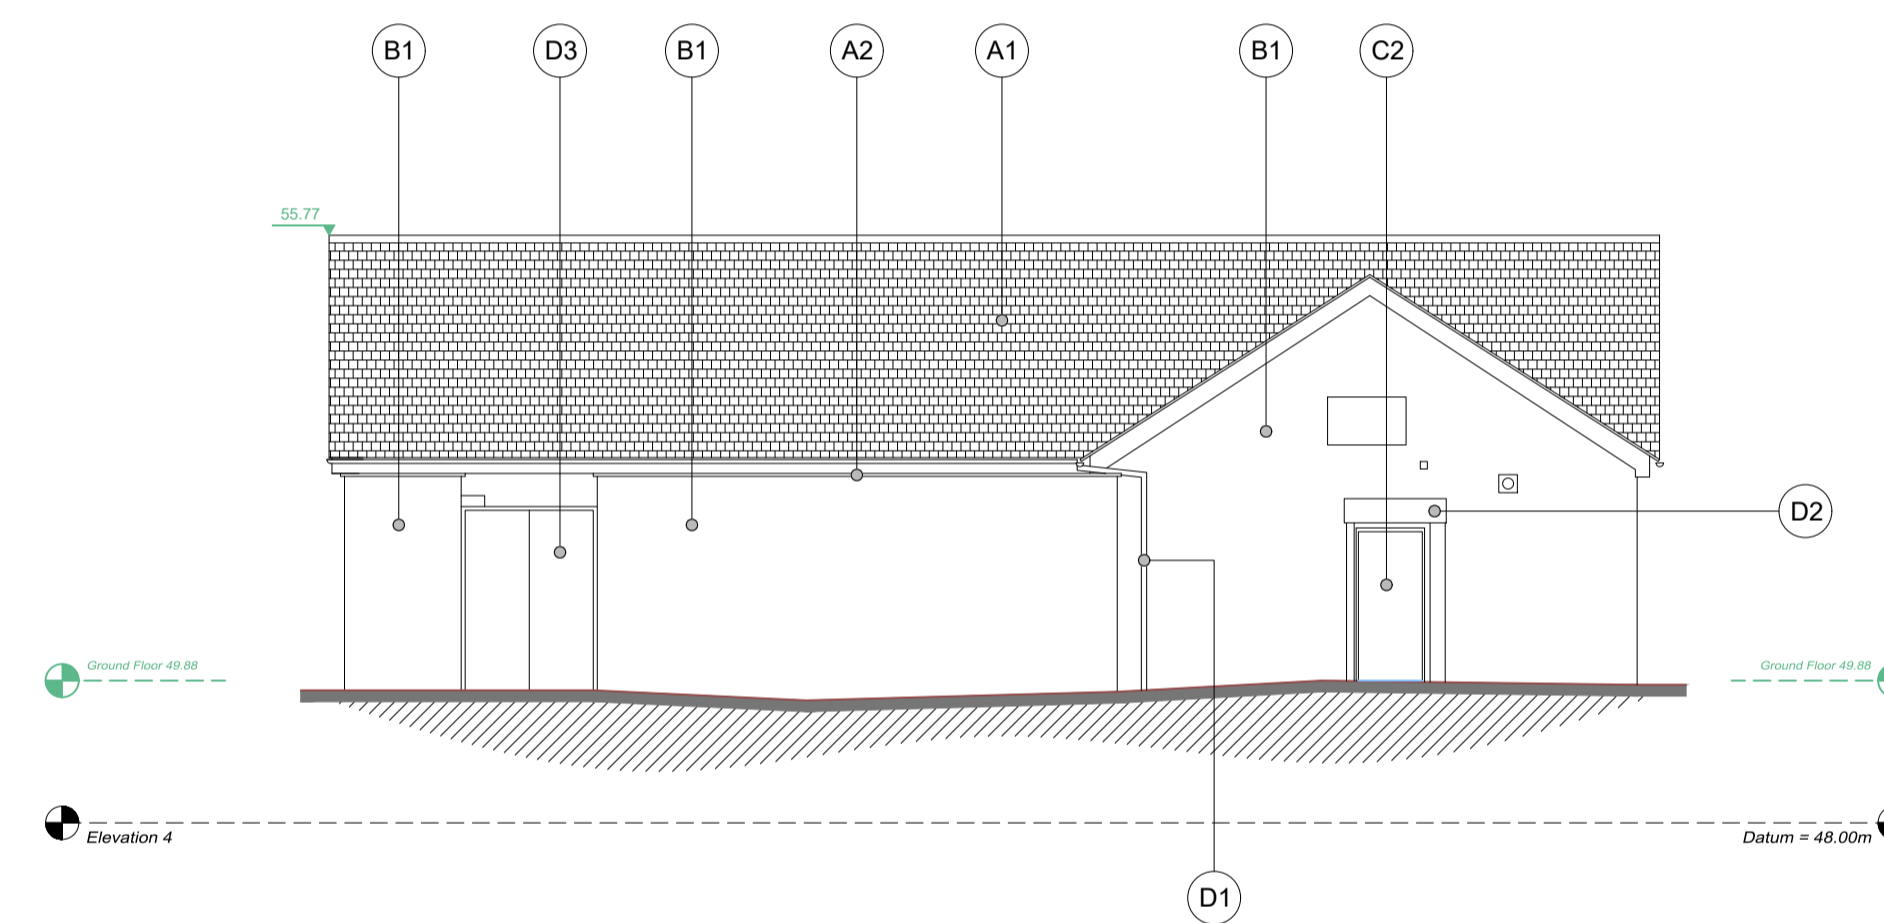 B1
D3
B1
A2
A1
B1
C2
55.77
D2
Ground Floor 49.88
Ground Floor 49.88
Elevation 4
Datum = 48.00m
D1